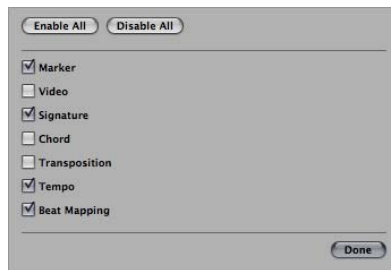 Enable All Disable All
Marker
Video
Signature
Chord
Transposition
Tempo
Beat Mapping
Done